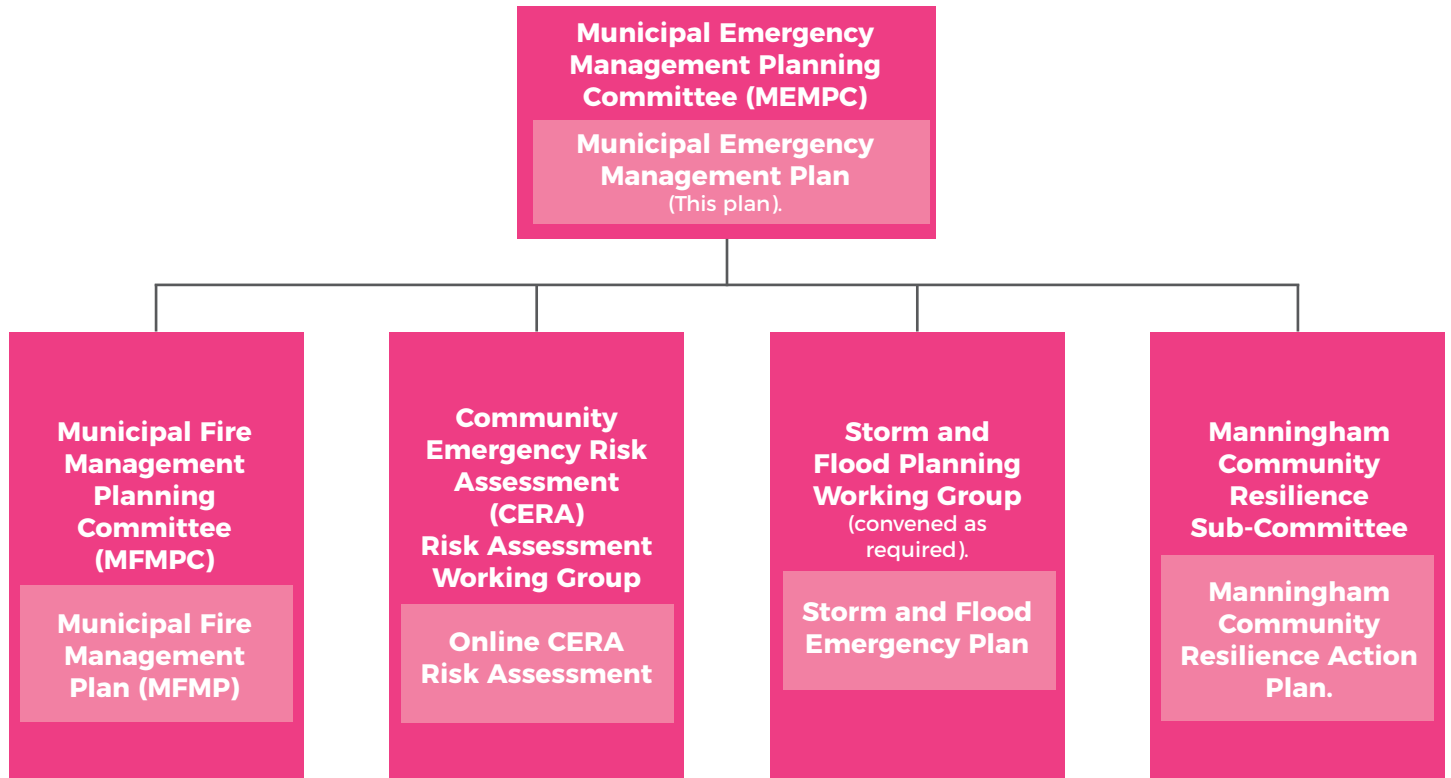 Municipal Emergency
Management Planning
Committee (MEMPC)
Municipal Emergency
Management Plan
(This plan).
Municipal Fire
Management
Planning
Committee
(MFMPC)
Municipal Fire
Management
Plan (MFMP)
Community
Emergency Risk
Assessment
(CERA)
Risk Assessment
Working Group
Online CERA
Risk Assessment
Storm and
Flood Planning
Working Group
(convened as
required).
Storm and Flood
Emergency Plan
Manningham
Community
Resilience
Sub-Committee
Manningham
Community
Resilience Action
Plan.